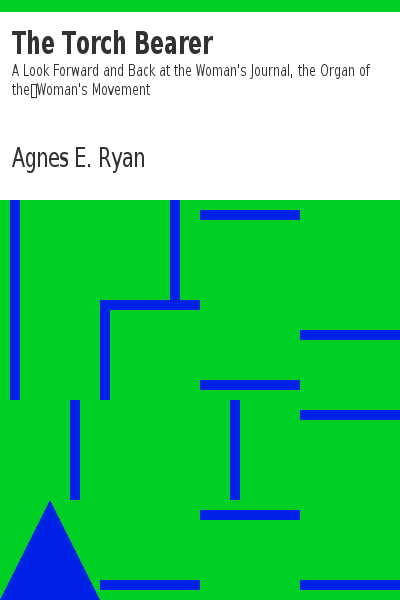 The Torch Bearer
A Look Forward and Back at the Woman's Journal, the Organ of
the▯Woman's Movement
Agnes E. Ryan